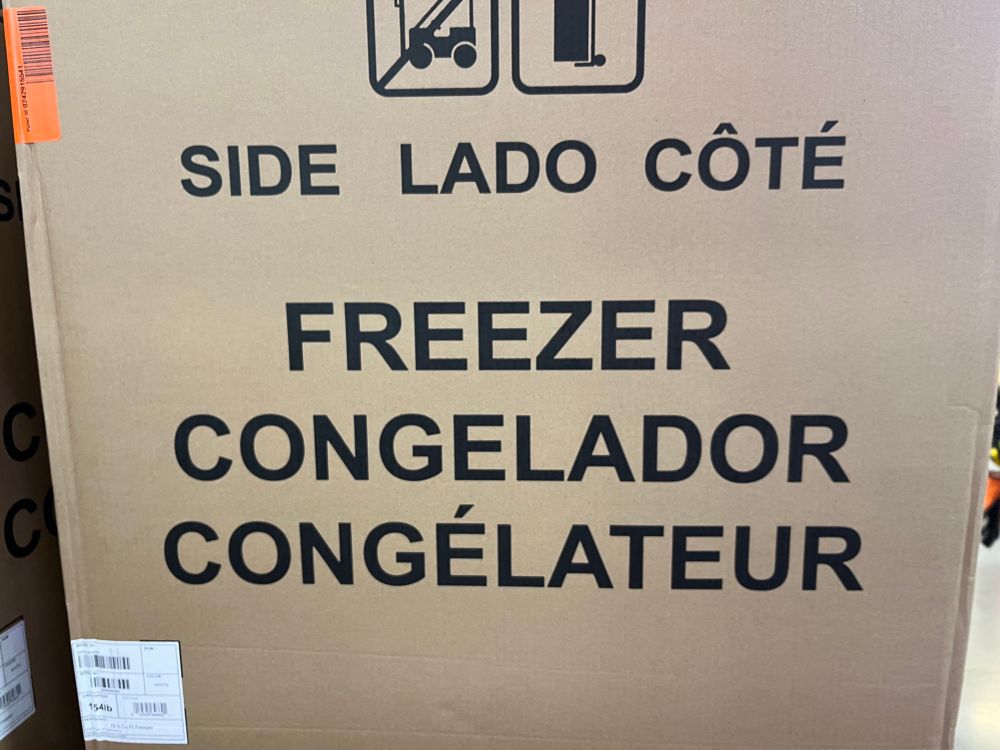 SIDE LADO CÔTÉ
FREEZER
CONGELADOR
CONGÉLATEUR
154lb